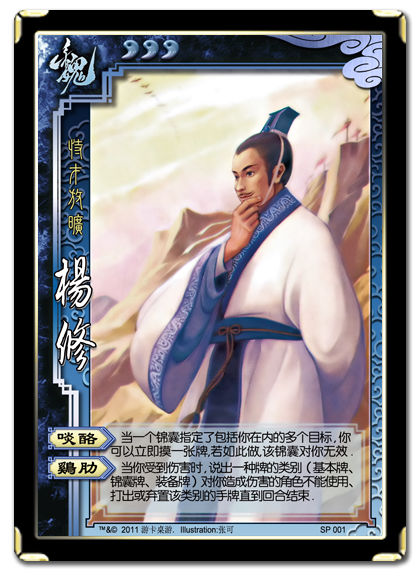 魏
恃才放曠
楊修
啖酪
当一个锦囊指定了包括你在内的多个目标,你
可以立即摸一张牌,若如此做,该锦囊对你无效.
鷄肋
当你受到伤害时,说出一种牌的类别(基本牌、
锦囊牌、装备牌)对你造成伤害的角色不能使用、
打出或弃置该类别的手牌直到回合结束.
™&© 2011 游卡桌游. Illustration:张可
SP 001